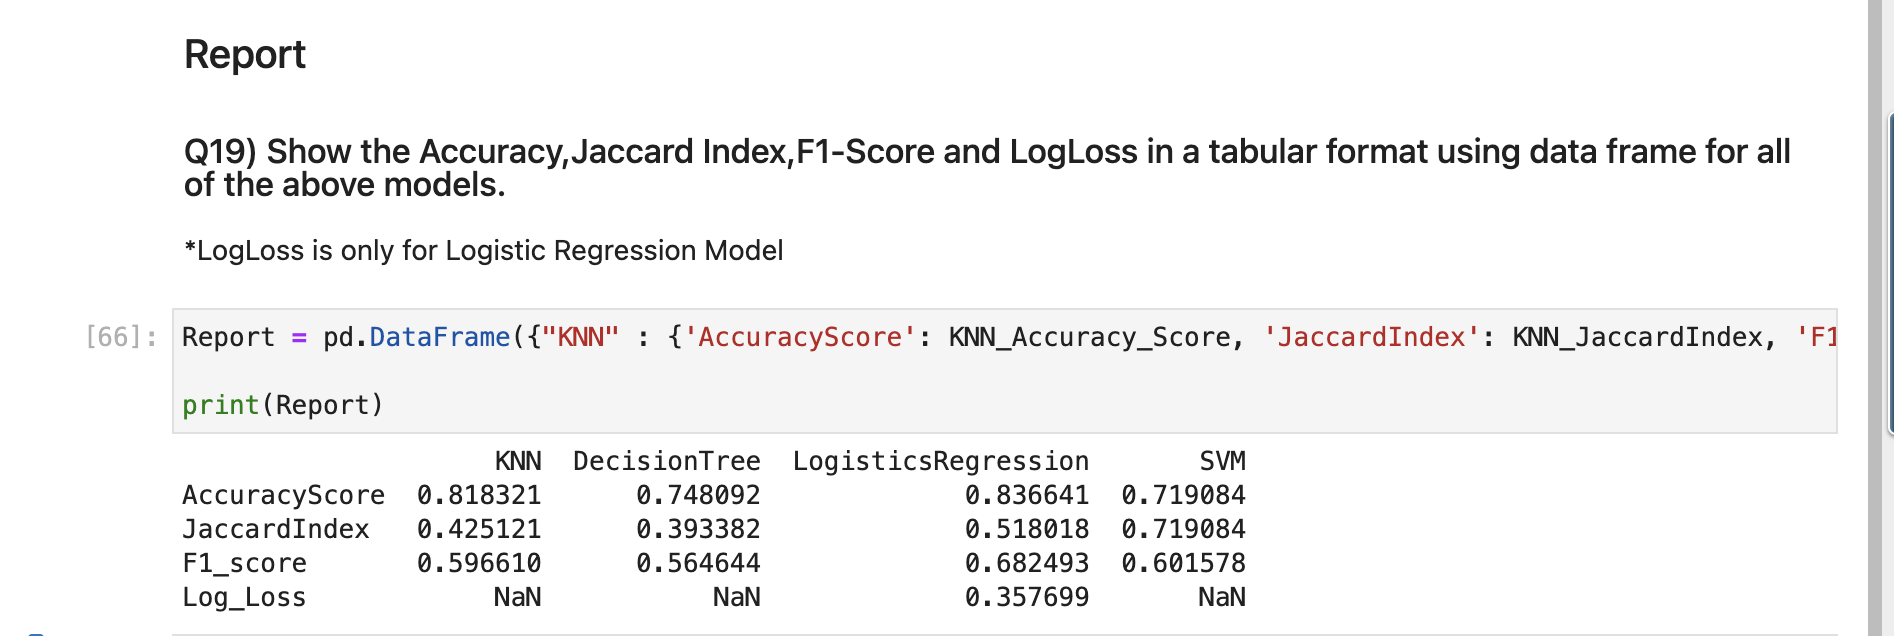 Report
Q19) Show the Accuracy,Jaccard Index,F1-Score and LogLoss in a tabular format using data frame for all
of the above models.
*LogLoss is only for Logistic Regression Model
[66]: Report = pd.DataFrame({"KNN" : {'AccuracyScore': KNN_Accuracy_Score, 'JaccardIndex': KNN_JaccardIndex, 'F1
print(Report)
KNN DecisionTree LogisticsRegression SVM
AccuracyScore 0.818321 0.748092 0.836641 0.719084
JaccardIndex 0.425121 0.393382 0.518018 0.719084
F1_score 0.596610 0.564644 0.682493 0.601578
Log_Loss NaN NaN 0.357699 NaN